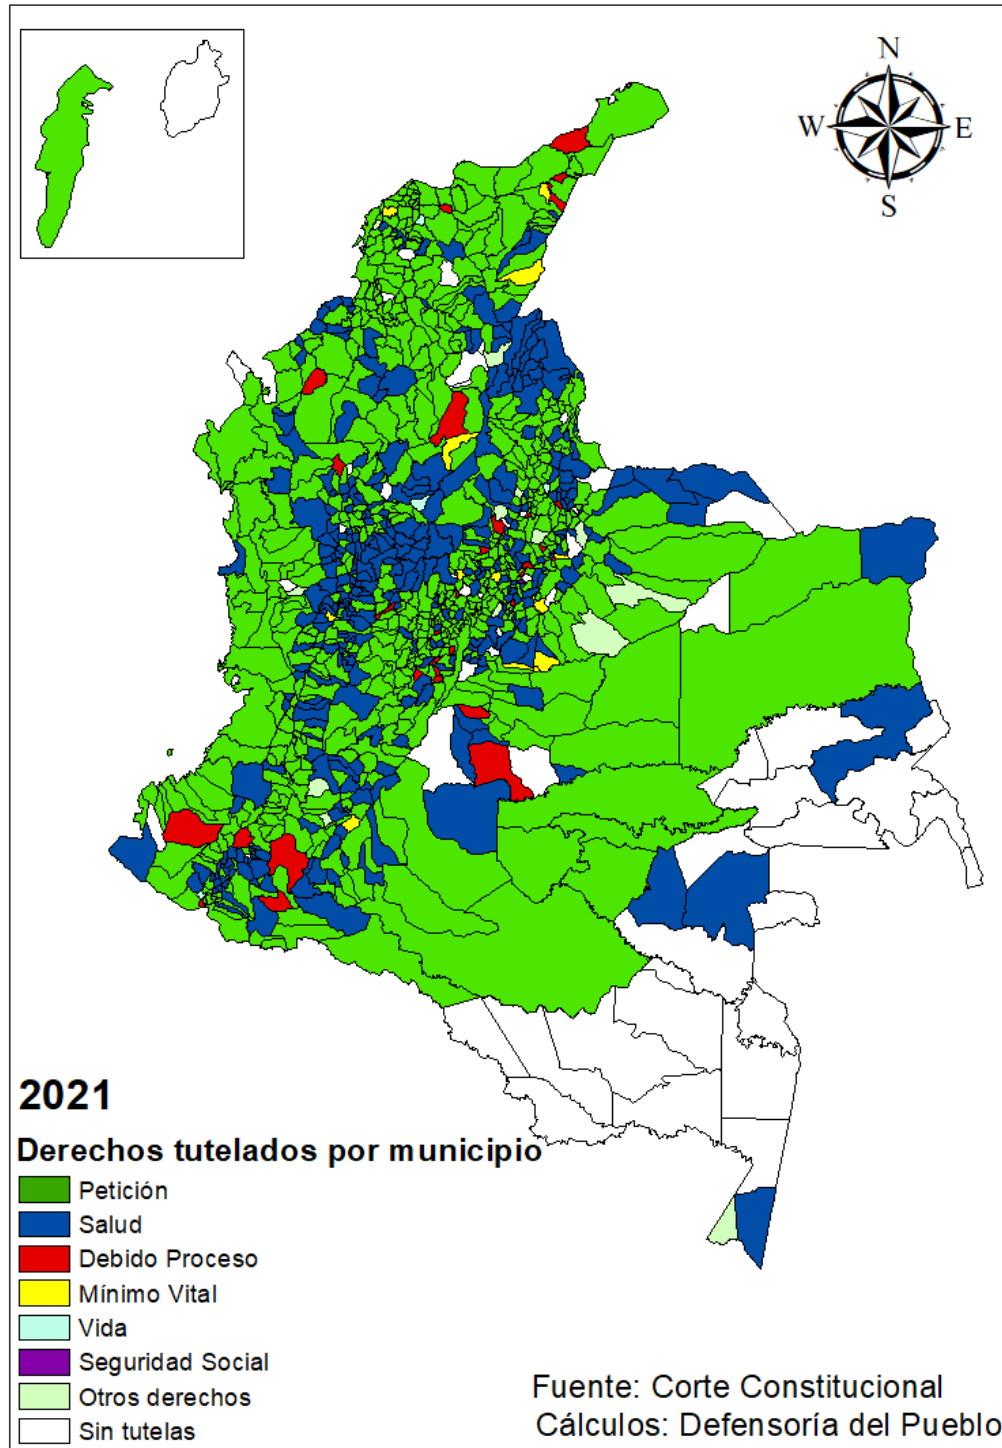 N
W
E
S
2021
Derechos tutelados por municipio
Petición
Salud
Debido Proceso
Mínimo Vital
Vida
Seguridad Social
Otros derechos
Sin tutelas
Fuente: Corte Constitucional
Cálculos: Defensoría del Pueblo